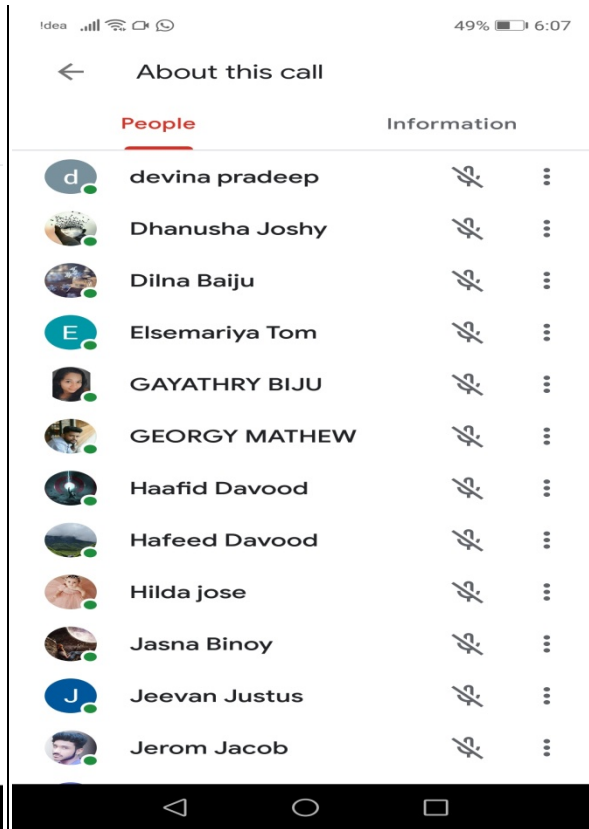 !dea 49% 6:07
About this call
People Information
d devina pradeep
Dhanusha Joshy
Dilna Baiju
E Elsemariya Tom
GAYATHRY BIJU
GEORGY MATHEW
Haafid Davood
Hafeed Davood
Hilda jose
Jasna Binoy
J Jeevan Justus
Jerom Jacob